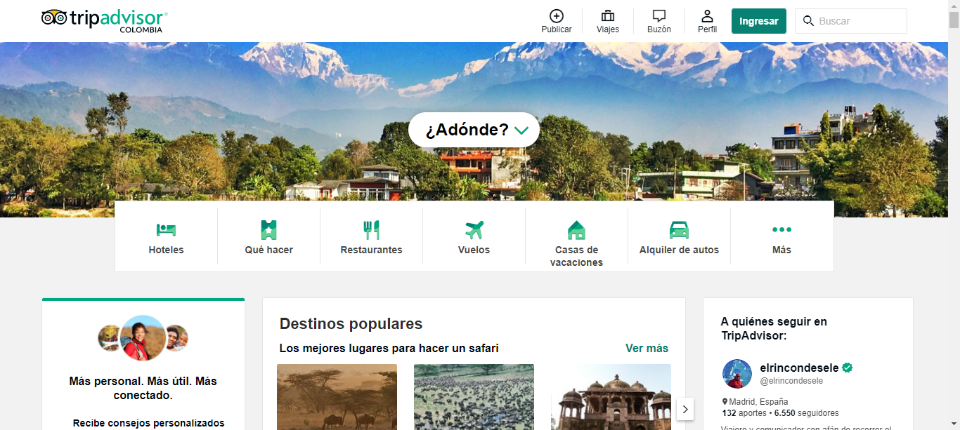 tripadvisor
COLOMBIA
Publicar
Viajes
Buzón
Perfil
Ingresar
Buscar
¿Adónde?
Hoteles
Qué hacer
Restaurantes
Vuelos
Casas de
vacaciones
Alquiler de autos
Más
Más personal. Más útil. Más
conectado.
Recibe consejos personalizados
Destinos populares
Los mejores lugares para hacer un safari
Ver más
A quiénes seguir en
TripAdvisor:
elrincondesele
@elrincondesele
Madrid, España
132 aportes • 6.550 seguidores
Viajero y comunicador con afán de recorrer el